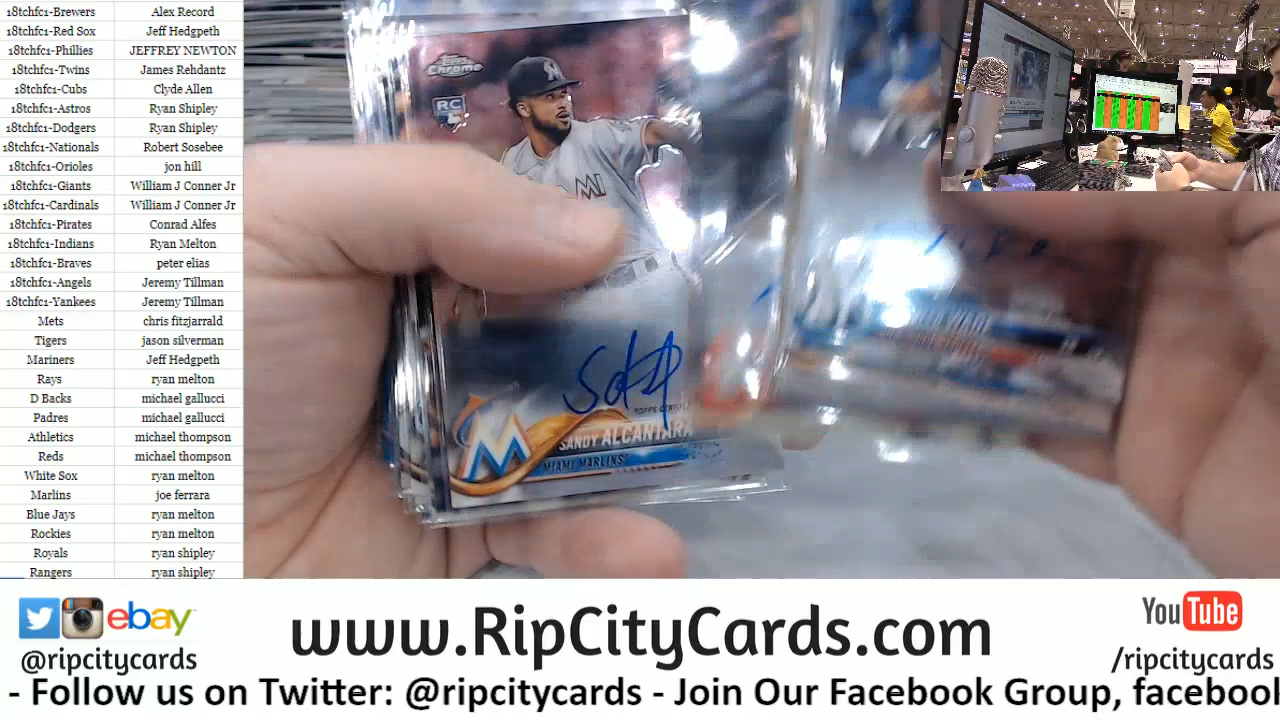 18tchfc1-Brewers Alex Record
18tchfc1-Red Sox Jeff Hedgpeth
18tchfc1-Phillies JEFFREY NEWTON
18tchfc1-Twins James Rehdantz
18tchfc1-Cubs Clyde Allen
18tchfc1-Astros Ryan Shipley
18tchfc1-Dodgers Ryan Shipley
18tchfc1-Nationals Robert Sosebee
18tchfc1-Orioles jon hill
18tchfc1-Giants William J Conner Jr
18tchfc1-Cardinals William J Conner Jr
18tchfc1-Pirates Conrad Alfes
18tchfc1-Indians Ryan Melton
18tchfc1-Braves peter elias
18tchfc1-Angels Jeremy Tillman
18tchfc1-Yankees Jeremy Tillman
Mets chris fitzjarrald
Tigers jason silverman
Mariners Jeff Hedgpeth
Rays ryan melton
D Backs michael gallucci
Padres michael gallucci
Athletics michael thompson
Reds michael thompson
White Sox ryan melton
Marlins joe ferrara
Blue Jays ryan melton
Rockies ryan melton
Royals ryan shipley
Rangers ryan shipley
Topps Chrome
RC
M
SANDY ALCANTARA
MIAMI MARLINS
ebay
@ripcitycards
www.RipCityCards.com
YouTube
/ripcitycards
- Follow us on Twitter: @ripcitycards - Join Our Facebook Group, facebook